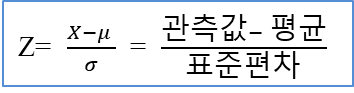 Z= X−μ / σ = 관측값− 평균 / 표준편차